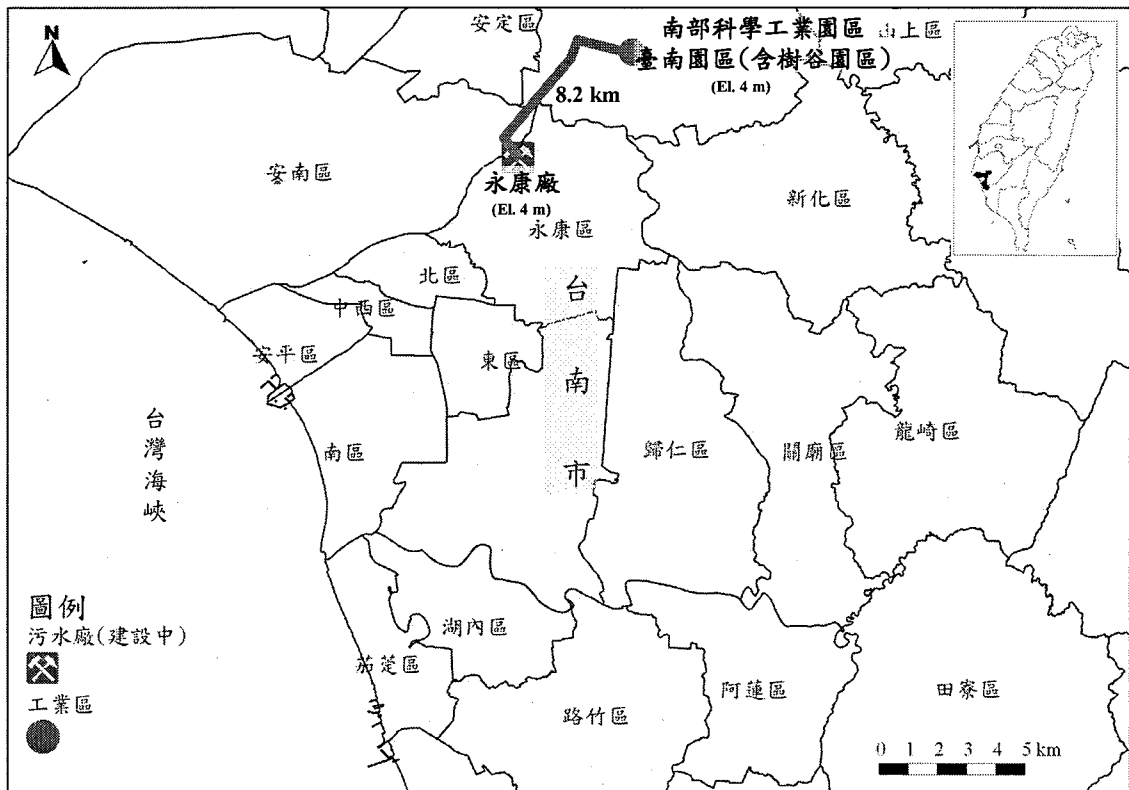 N
安定區
南部科學工業園區
山上區
臺南園區(含樹谷園區)
(El. 4 m)
8.2 km
安南區
永康廠
(El. 4 m)
永康區
新化區
北區
中西區
安平區
東區
台南市
台灣海峽
南區
歸仁區
關廟區
龍崎區
湖內區
茄萣區
路竹區
阿蓮區
田寮區
圖例
污水廠(建設中)
工業區
0 1 2 3 4 5 km